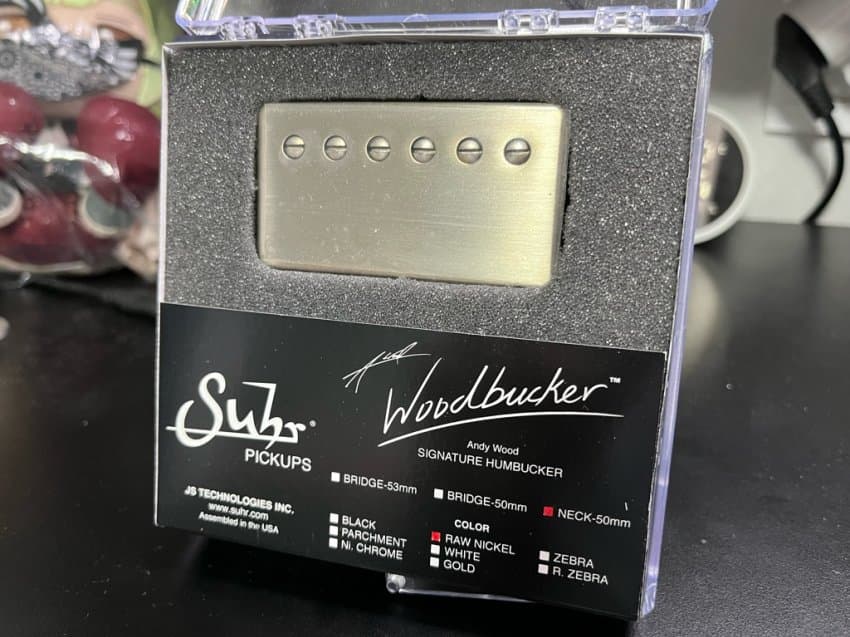 Suhr®
PICKUPS
JS TECHNOLOGIES INC.
www.suhr.com
Assembled in the USA
Woodbucker™
Andy Wood
SIGNATURE HUMBUCKER
BRIDGE-53mm
BRIDGE-50mm
NECK-50mm
COLOR
BLACK
PARCHMENT
Ni. CHROME
RAW NICKEL
WHITE
GOLD
ZEBRA
R. ZEBRA